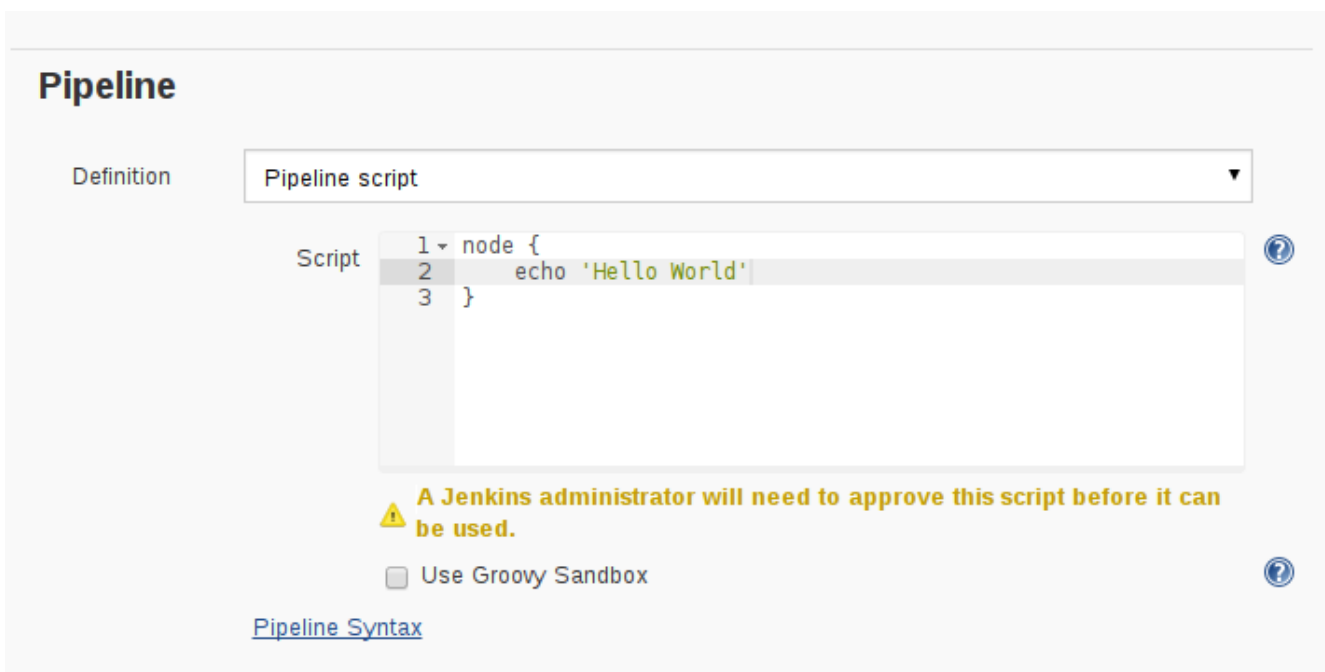 Pipeline
Definition
Pipeline script
Script
1 node {
2     echo 'Hello World'
3 }
A Jenkins administrator will need to approve this script before it can
be used.
Use Groovy Sandbox
Pipeline Syntax